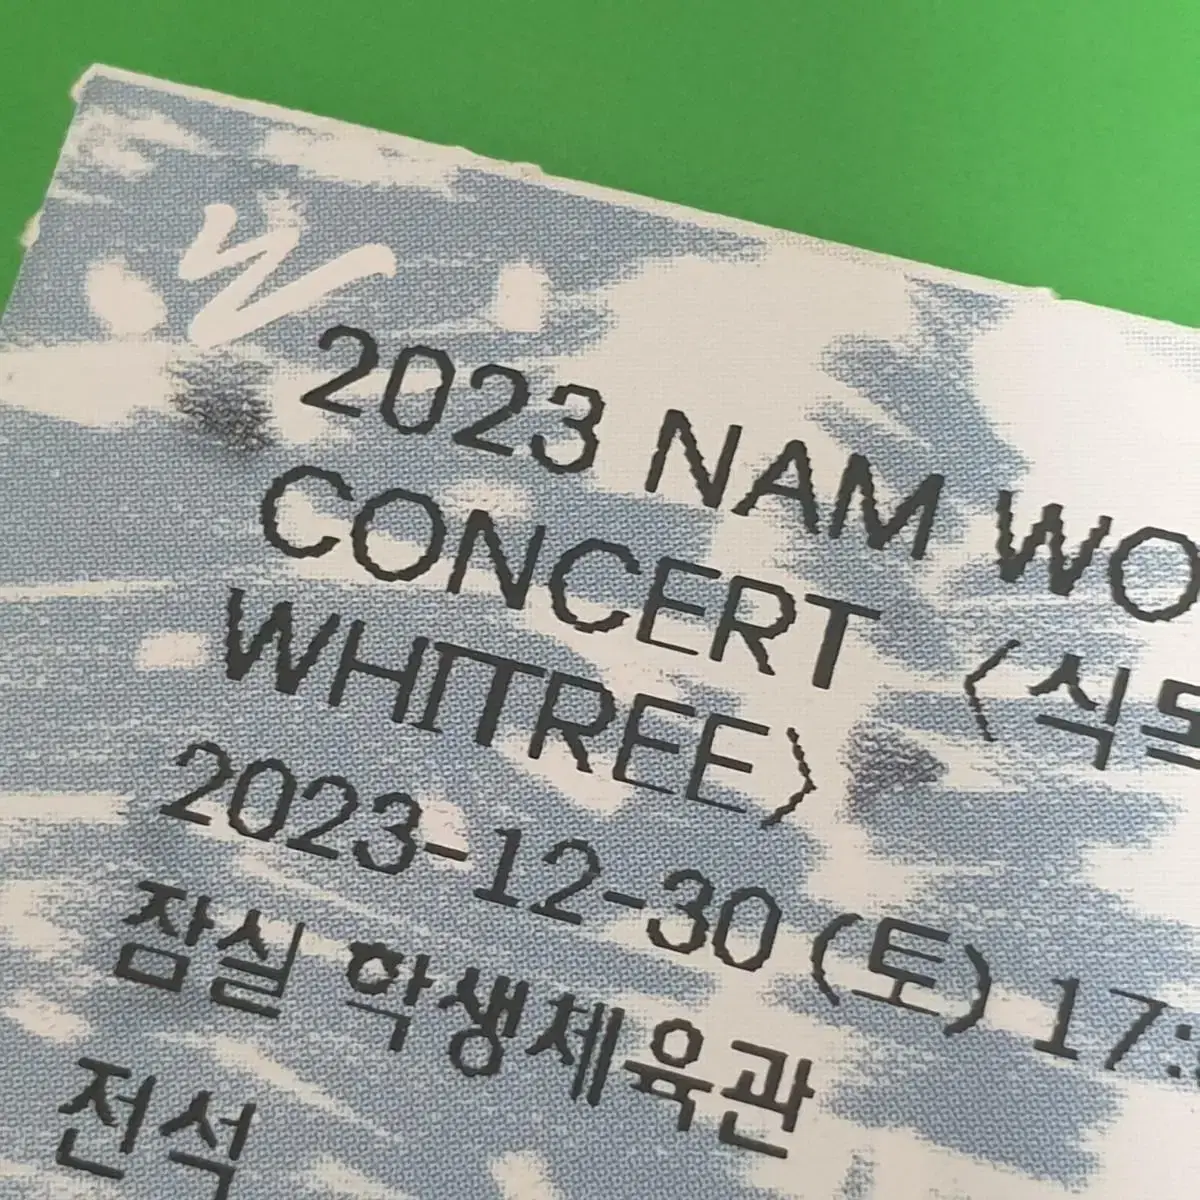 2023 NAM WO
CONCERT 〈식
WHITREE〉
2023-12-30 (토) 17:
잠실 학생체육관
전석